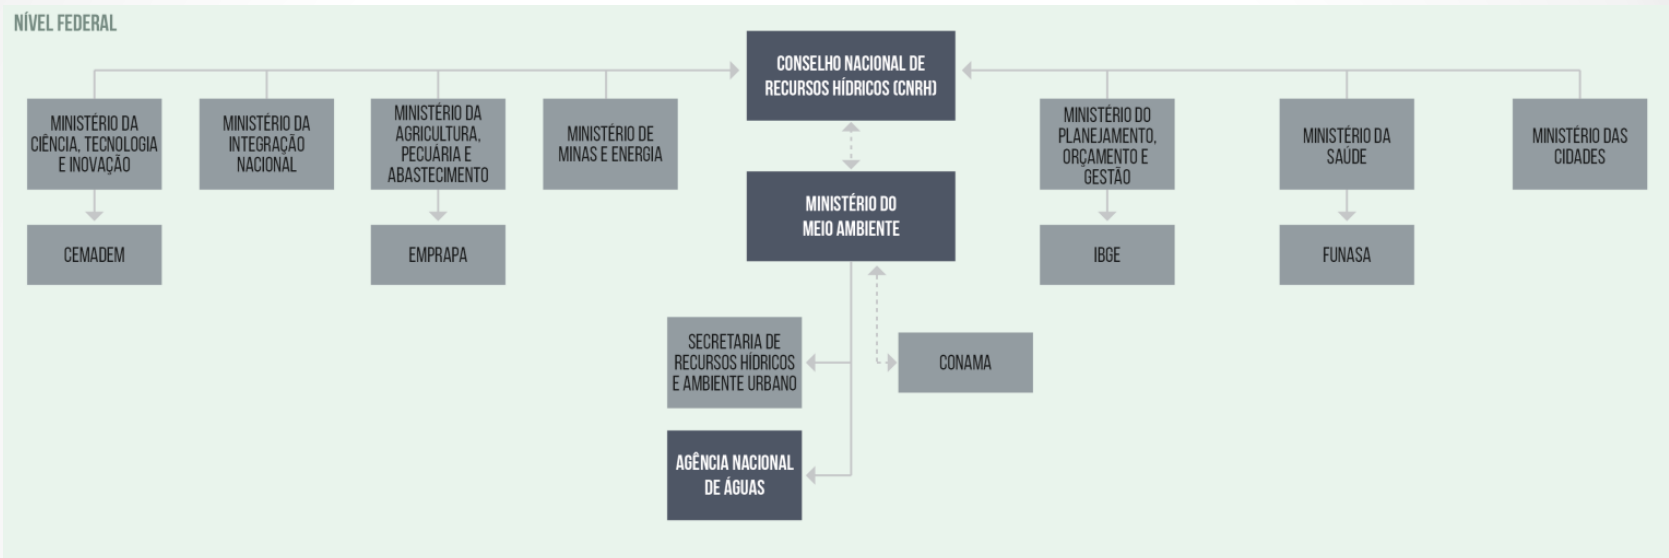 NÍVEL FEDERAL
CONSELHO NACIONAL DE
RECURSOS HÍDRICOS (CNRH)
MINISTÉRIO DA
CIÊNCIA, TECNOLOGIA
E INOVAÇÃO
MINISTÉRIO DA
INTEGRAÇÃO
NACIONAL
MINISTÉRIO DA
AGRICULTURA,
PECUÁRIA E
ABASTECIMENTO
MINISTÉRIO DE
MINAS E ENERGIA
MINISTÉRIO DO
PLANEJAMENTO,
ORÇAMENTO E
GESTÃO
MINISTÉRIO DA
SAÚDE
MINISTÉRIO DAS
CIDADES
MINISTÉRIO DO
MEIO AMBIENTE
CEMADEM
EMPRAPA
IBGE
FUNASA
SECRETARIA DE
RECURSOS HÍDRICOS
E AMBIENTE URBANO
CONAMA
AGÊNCIA NACIONAL
DE ÁGUAS